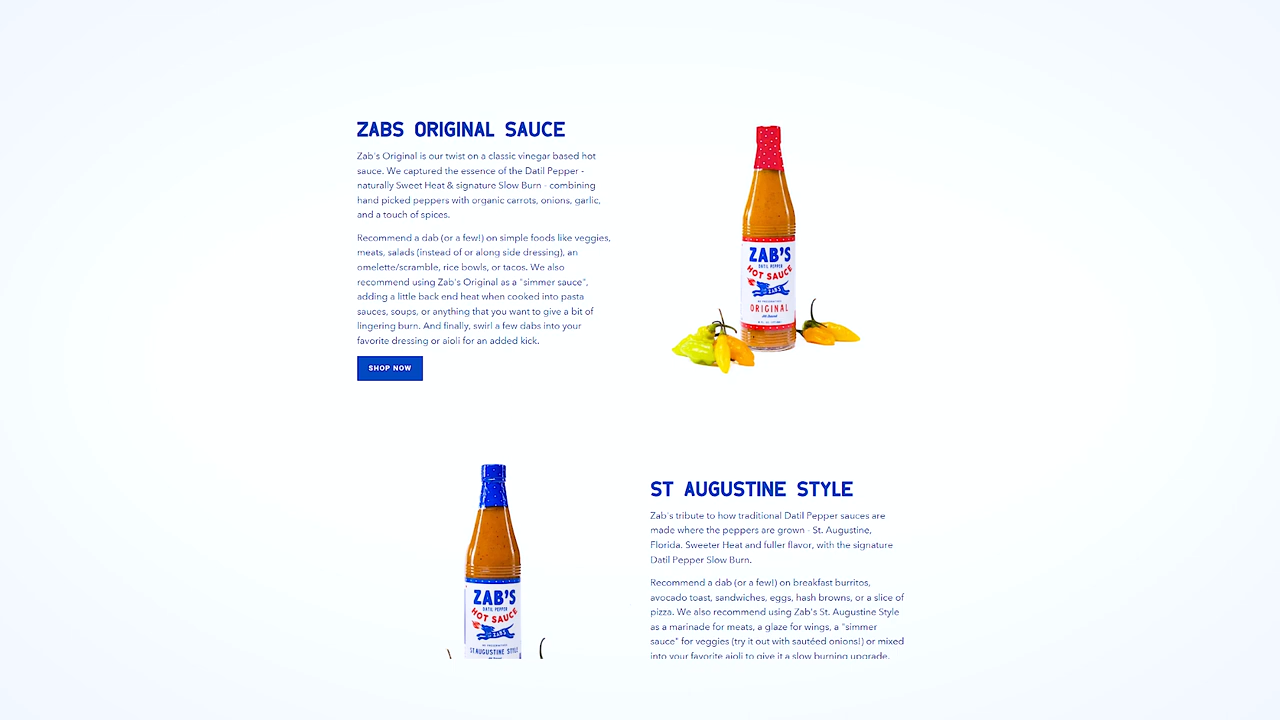 ZABS ORIGINAL SAUCE
Zab's Original is our twist on a classic vinegar based hot
sauce. We captured the essence of the Datil Pepper -
naturally Sweet Heat & signature Slow Burn - combining
hand picked peppers with organic carrots, onions, garlic,
and a touch of spices.
Recommend a dab (or a few!) on simple foods like veggies,
meats, salads (instead of or along side dressing), an
omelette/scramble, rice bowls, or tacos. We also
recommend using Zab's Original as a "simmer sauce",
adding a little back end heat when cooked into pasta
sauces, soups, or anything that you want to give a bit of
lingering burn. And finally, swirl a few dabs into your
favorite dressing or aioli for an added kick.
SHOP NOW
ZAB'S
DATIL PEPPER
HOT SAUCE
ZABS
ORIGINAL
ZAB'S
DATIL PEPPER
HOT SAUCE
ZABS
ST. AUGUSTINE STYLE
ST AUGUSTINE STYLE
Zab's tribute to how traditional Datil Pepper sauces are
made where the peppers are grown - St. Augustine,
Florida. Sweeter Heat and fuller flavor, with the signature
Datil Pepper Slow Burn.
Recommend a dab (or a few!) on breakfast burritos,
avocado toast, sandwiches, eggs, hash browns, or a slice of
pizza. We also recommend using Zab's St. Augustine Style
as a marinade for meats, a glaze for wings, a "simmer
sauce" for veggies (try it out with sautéed onions!) or mixed
into your favorite aioli to give it a slow burning upgrade.